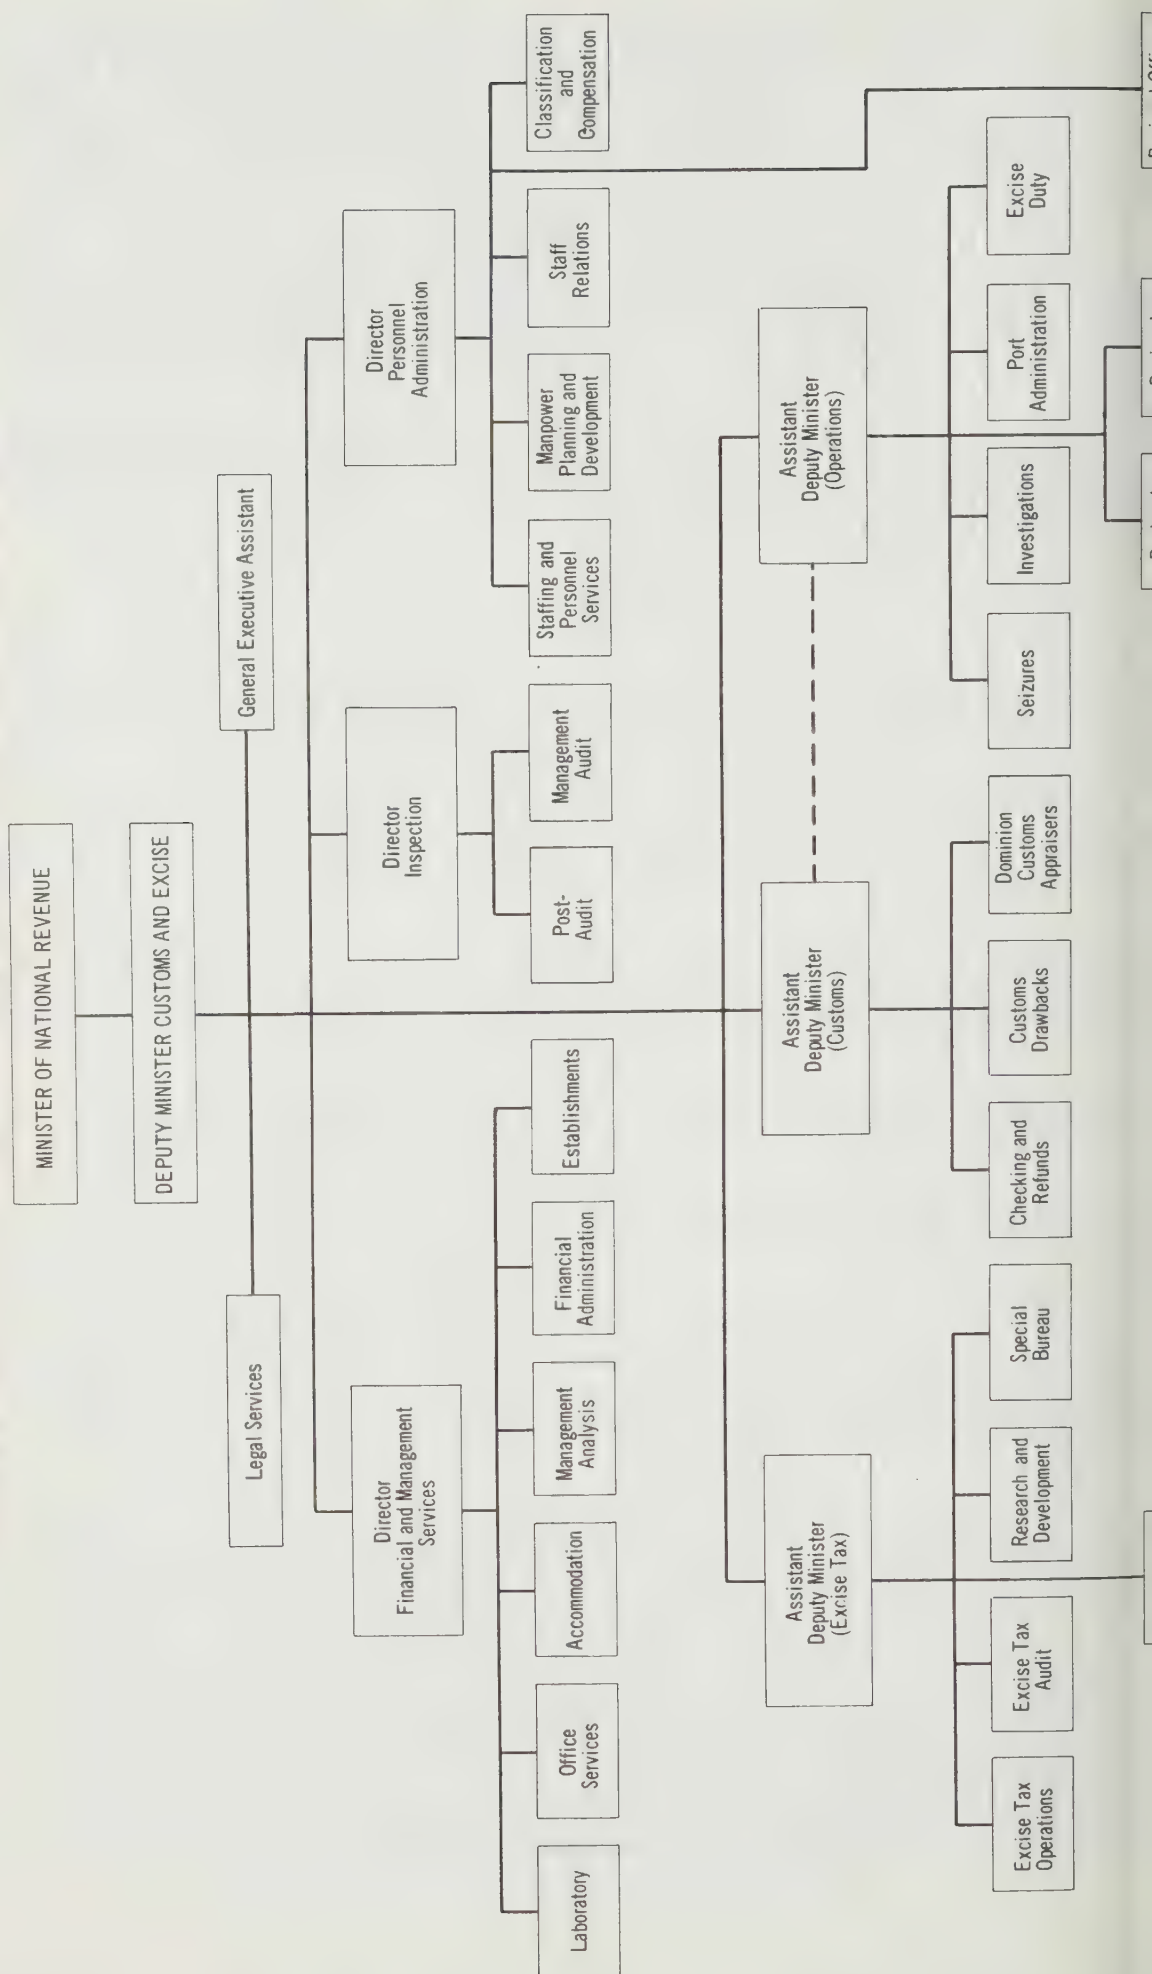 MINISTER OF NATIONAL REVENUE
DEPUTY MINISTER CUSTOMS AND EXCISE
Legal Services
General Executive Assistant
Director
Financial and Management
Services
Director
Inspection
Director
Personnel
Administration
Laboratory
Office
Services
Accommodation
Management
Analysis
Financial
Administration
Establishments
Post-
Audit
Management
Audit
Staffing and
Personnel
Services
Manpower
Planning and
Development
Staff
Relations
Classification
and
Compensation
Assistant
Deputy Minister
(Excise Tax)
Assistant
Deputy Minister
(Customs)
Assistant
Deputy Minister
(Operations)
Excise Tax
Operations
Excise Tax
Audit
Research and
Development
Special
Bureau
Checking and
Refunds
Customs
Drawbacks
Dominion
Customs
Appraisers
Seizures
Investigations
Port
Administration
Excise
Duty